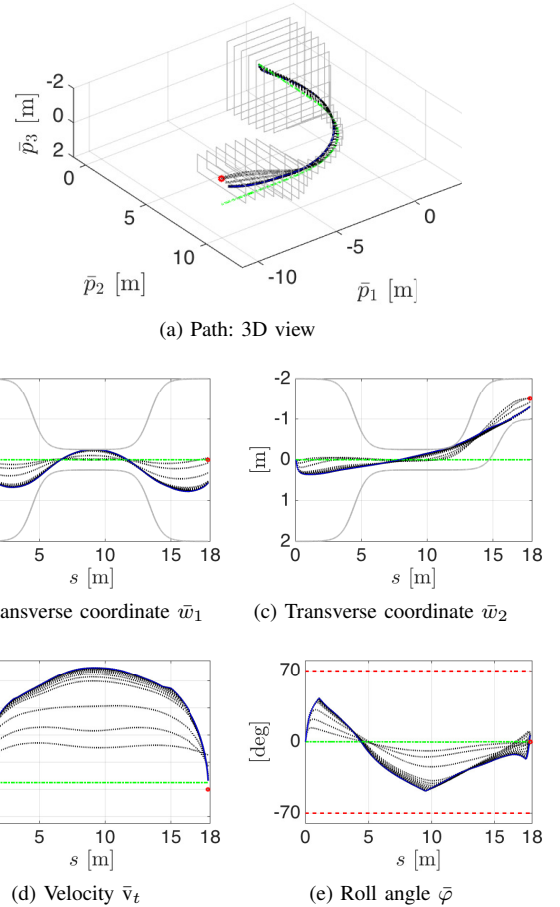 -2
0
2
p̄₃ [m]
0
5
10
p̄₂ [m]
-10
-5
0
p̄₁ [m]
(a) Path: 3D view
5 10 15 18
s [m]
ansverse coordinate w̄₁
-2
-1
0
1
2
[m]
0 5 10 15 18
s [m]
(c) Transverse coordinate w̄₂
5 10 15 18
s [m]
(d) Velocity v̄ₜ
70
0
-70
[deg]
0 5 10 15 18
s [m]
(e) Roll angle φ̄